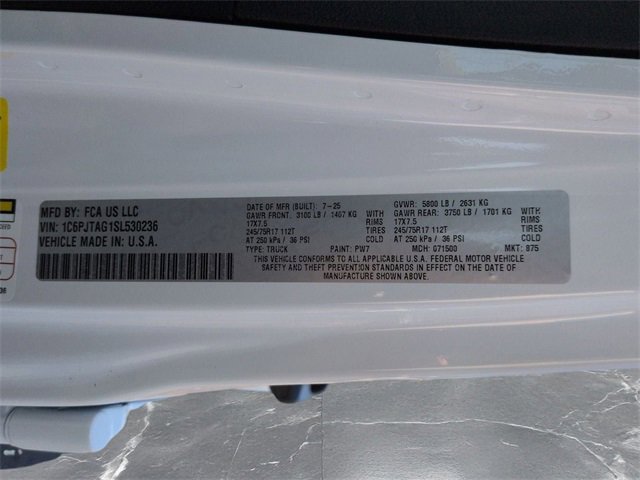 MFD BY: FCA US LLC
VIN: 1C6PJTAG1SL530236
VEHICLE MADE IN: U.S.A.
DATE OF MFR (BUILT): 7-25 GVWR: 5800 LB / 2631 KG
GAWR FRONT: 3100 LB / 1407 KG WITH GAWR REAR: 3750 LB / 1701 KG WITH
17X7.5 RIMS 17X7.5 RIMS
245/75R17 112T TIRES 245/75R17 112T TIRES
AT 250 kPa / 36 PSI COLD AT 250 kPa / 36 PSI COLD
TYPE: TRUCK PAINT: PW7 MCH: 071500 MKT: 875
THIS VEHICLE CONFORMS TO ALL APPLICABLE U.S.A. FEDERAL MOTOR VEHICLE
SAFETY AND THEFT PREVENTION STANDARDS IN EFFECT ON THE DATE OF
MANUFACTURE SHOWN ABOVE.